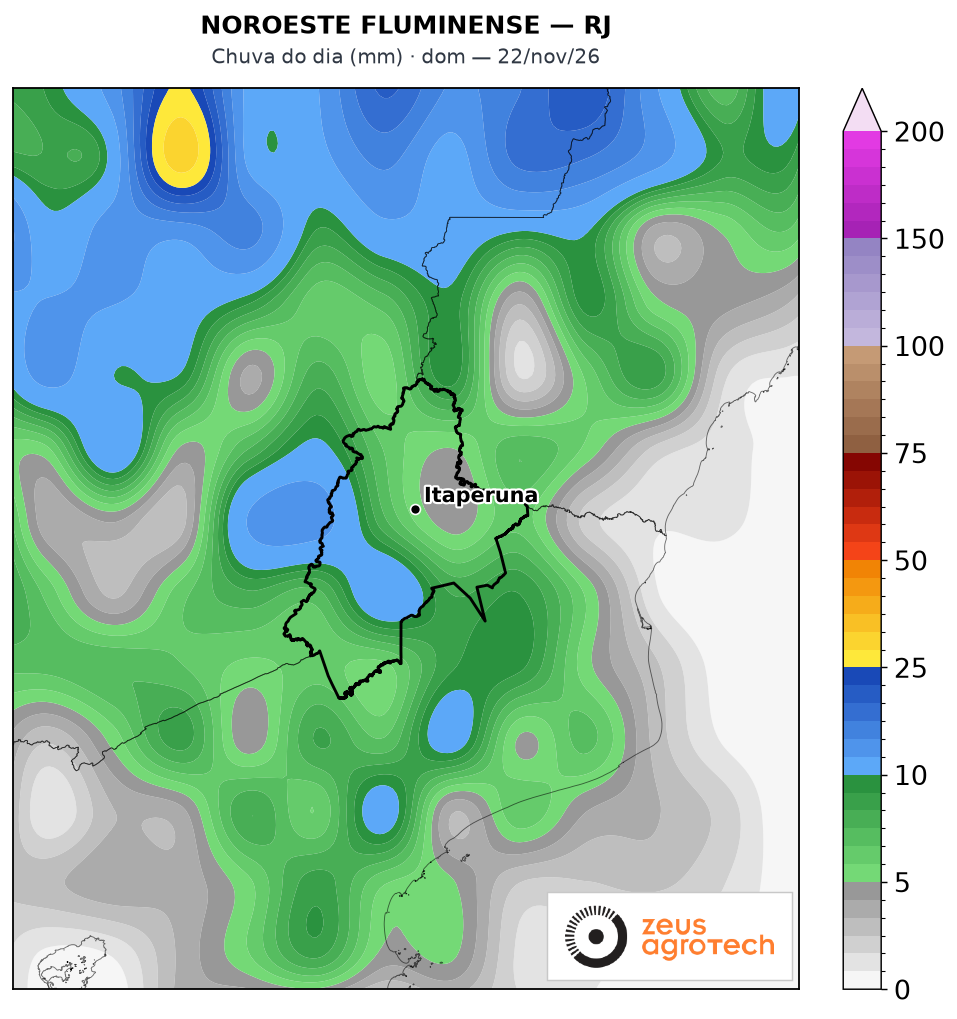 NOROESTE FLUMINENSE — RJ
Chuva do dia (mm) · dom — 22/nov/26
200
150
100
75
50
25
10
5
0
Itaperuna
zeus
agrotech